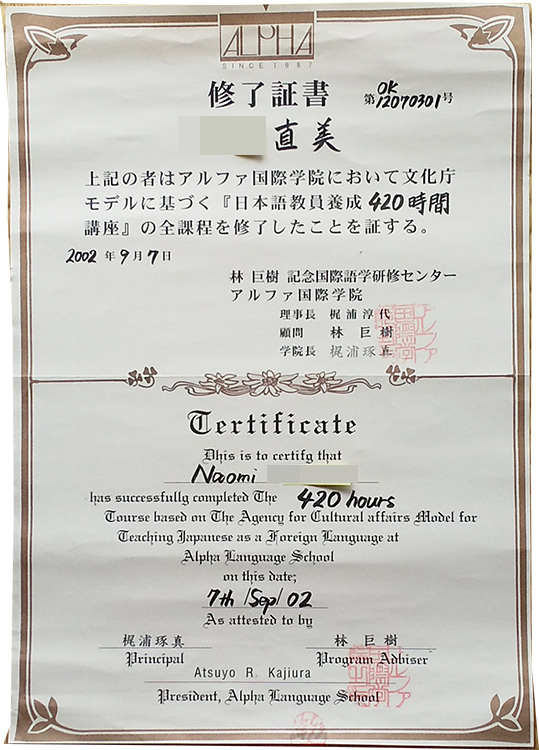 ALPHA
SINCE 1987
修了証書
第OK12070301号
直美
上記の者はアルファ国際学院において文化庁
モデルに基づく『日本語教員養成420時間
講座』の全課程を修了したことを証する。
2002年9月7日
林 巨樹 記念国際語学研修センター
アルファ国際学院
理事長 梶浦淳代
顧問 林巨樹
学院長 梶浦琢真
Certificate
This is to certifg that
Naomi
has successfully completed The 420 hours
Tourse based on The Agency for Cultural affairs Model for
Teaching Japanese as a Foreign Language at
Alpha Language School
on this date;
7th /Sep/ 02
As attested to by
梶浦琢真 林巨樹
Principal Program Adbiser
Atsuyo R. Kajiura
President, Alpha Language School